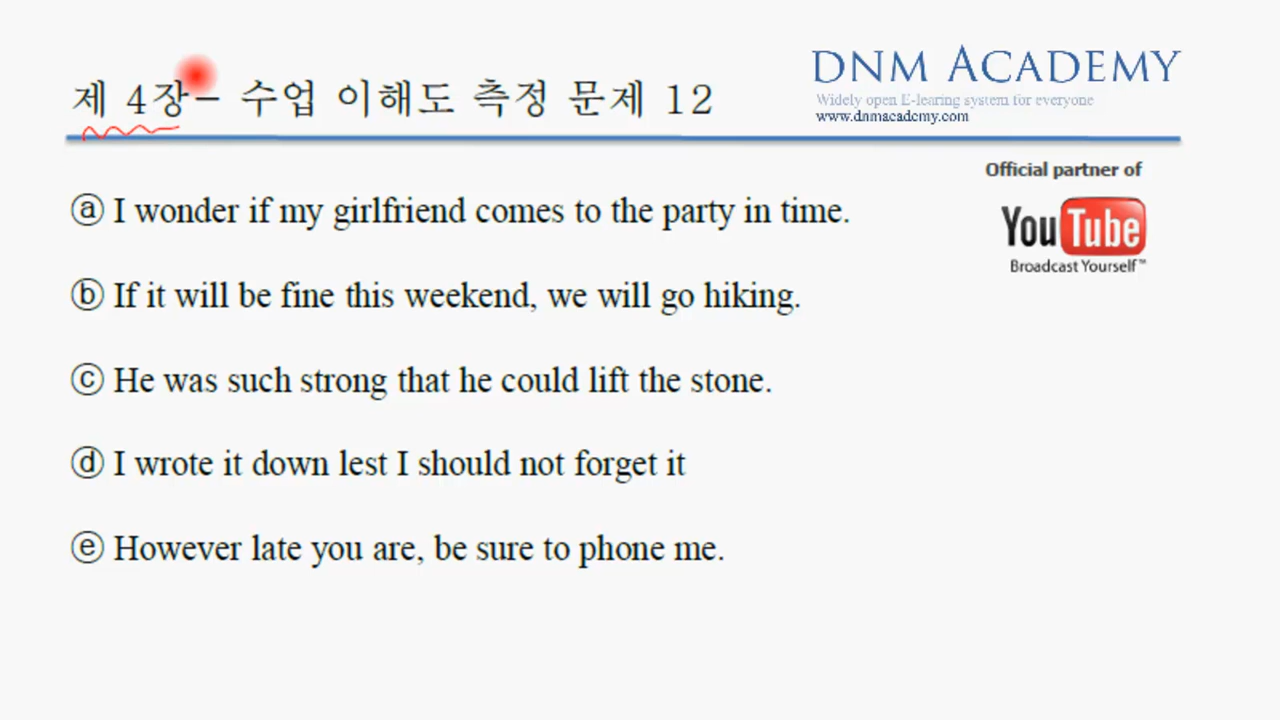 제 4장- 수업 이해도 측정 문제 12
DNM ACADEMY
Widely open E-learing system for everyone
www.dnmacademy.com
Official partner of
YouTube
Broadcast Yourself™
ⓐ I wonder if my girlfriend comes to the party in time.
ⓑ If it will be fine this weekend, we will go hiking.
ⓒ He was such strong that he could lift the stone.
ⓓ I wrote it down lest I should not forget it
ⓔ However late you are, be sure to phone me.